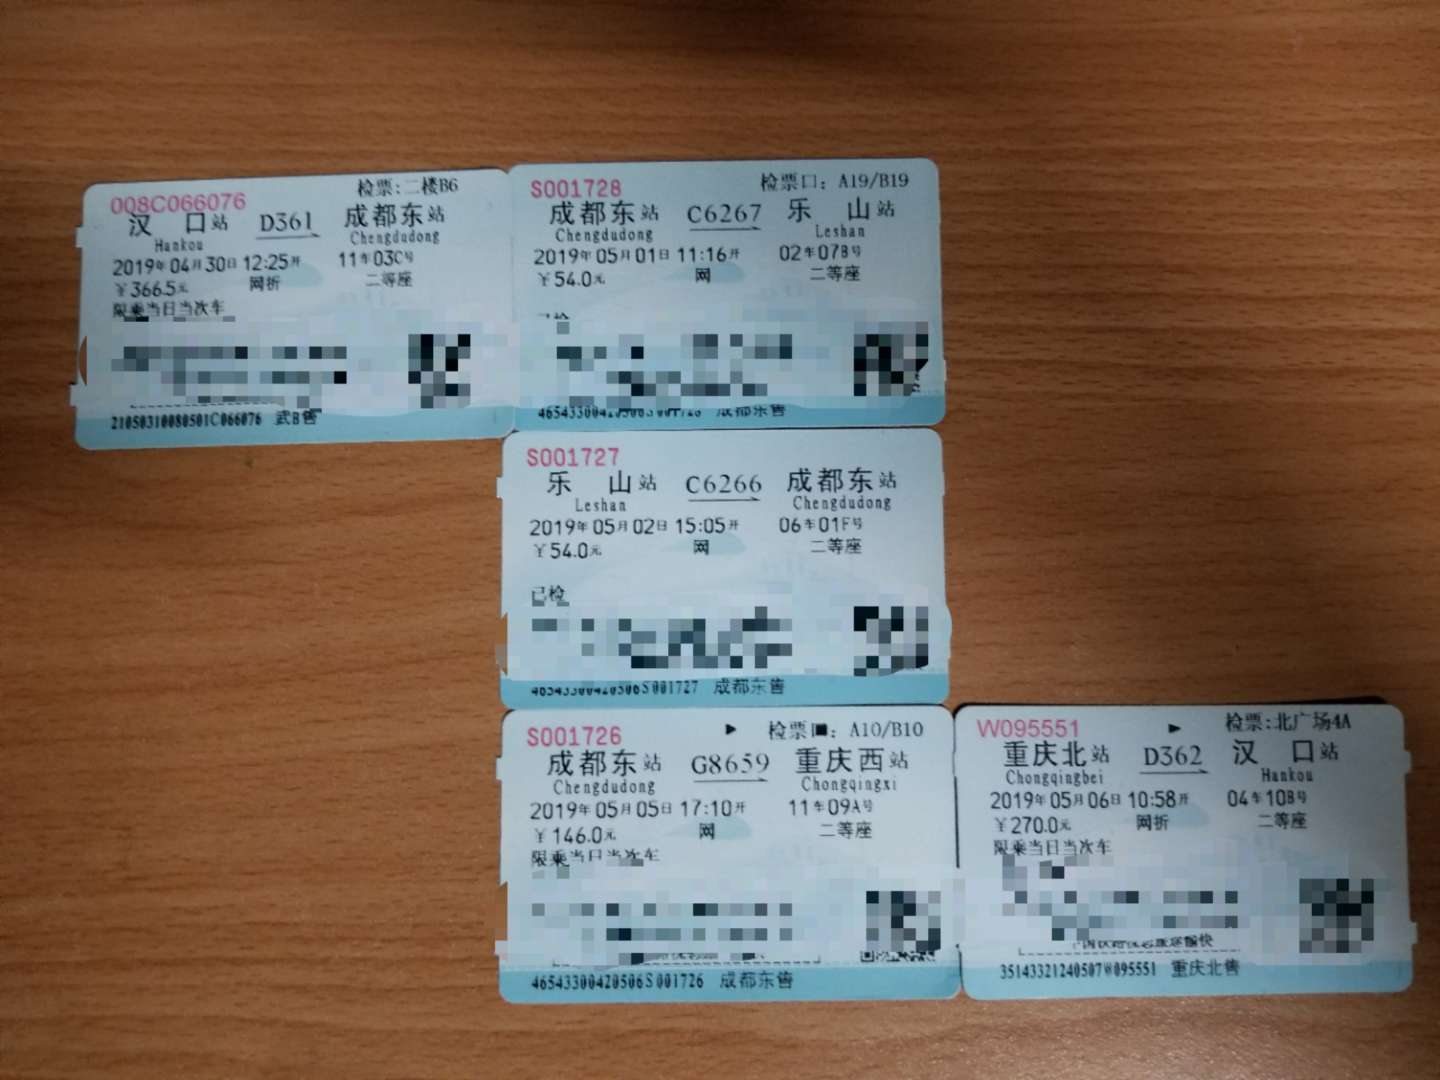 检票:二楼B6
008C066076
汉 口站 D361 成都东站
Hankou Chengdudong
2019年04月30日 12:25开 11车03C号
￥366.5元 网折 二等座
限乘当日当次车
21050310080501C066076 武B售
S001728 检票口: A19/B19
成都东站 C6267 乐 山站
Chengdudong Leshan
2019年05月01日 11:16开 02车07B号
￥54.0元 网 二等座
已检
46543300420506S001728 成都东售
S001727
乐 山站 C6266 成都东站
Leshan Chengdudong
2019年05月02日 15:05开 06车01F号
￥54.0元 网 二等座
已检
46543300420506S001727 成都东售
S001726 检票口: A10/B10
成都东站 G8659 重庆西站
Chengdudong Chongqingxi
2019年05月05日 17:10开 11车09A号
￥146.0元 网 二等座
限乘当日当次车
46543300420506S001726 成都东售
W095551 检票:北广场4A
重庆北站 D362 汉 口站
Chongqingbei Hankou
2019年05月06日 10:58开 04车10B号
￥270.0元 网折 二等座
限乘当日当次车
35143321240507W095551 重庆北售